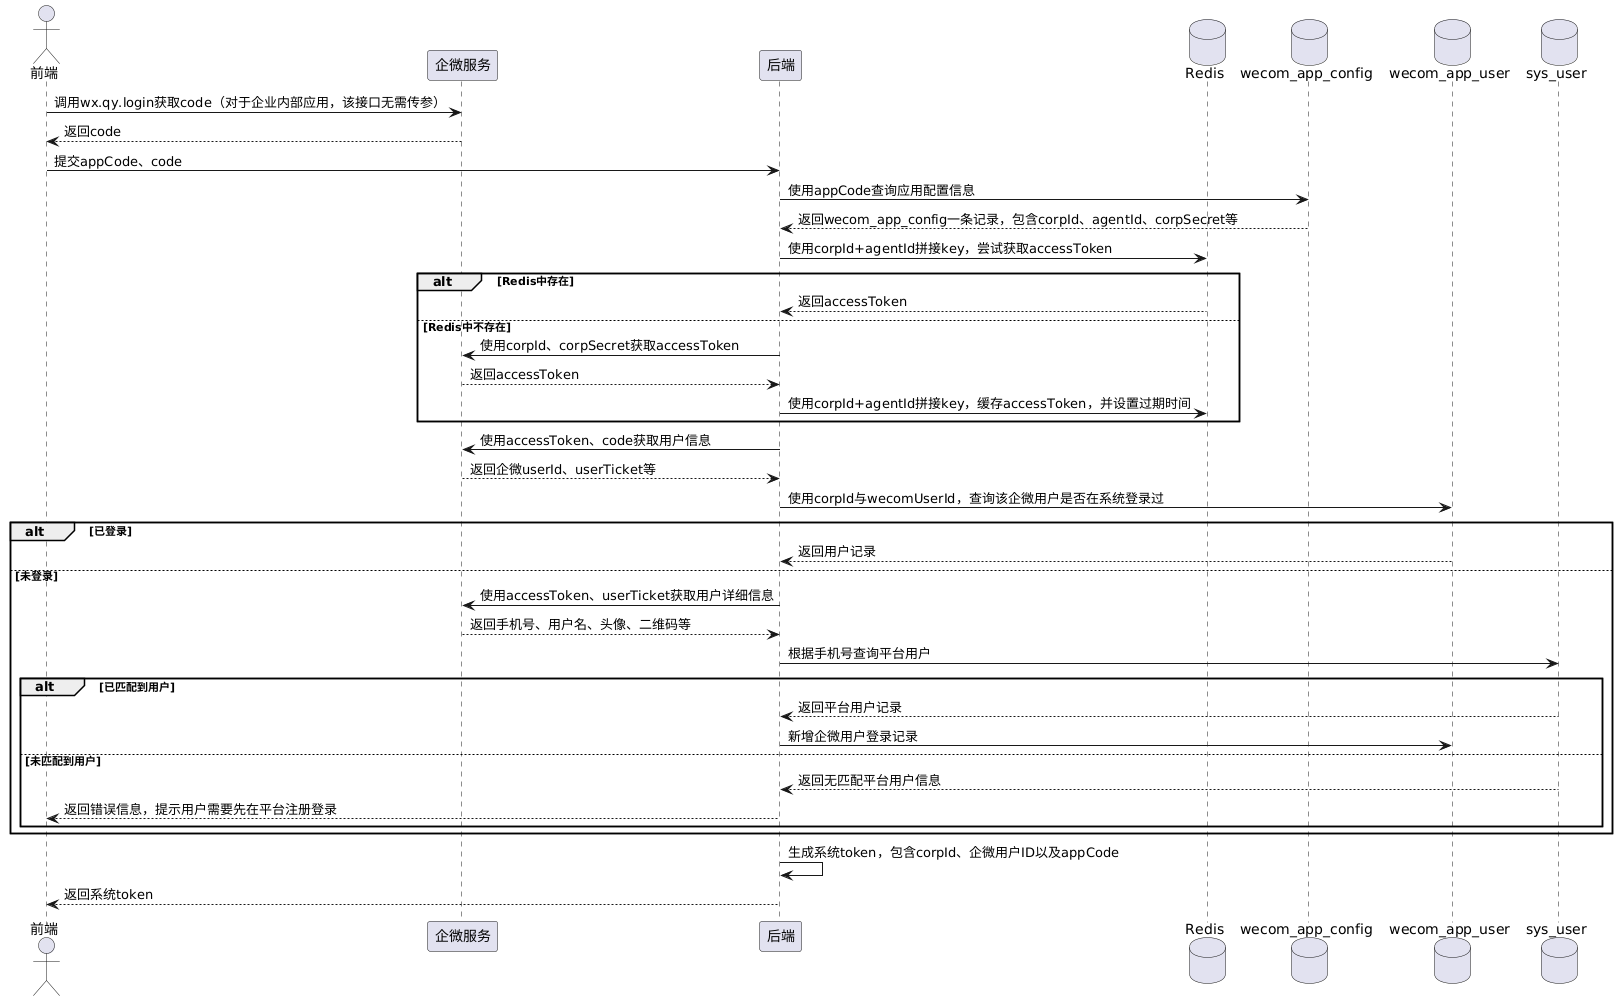 前端
企微服务
后端
Redis
wecom_app_config
wecom_app_user
sys_user
调用wx.qy.login获取code（对于企业内部应用，该接口无需传参）
返回code
提交appCode、code
使用appCode查询应用配置信息
返回wecom_app_config一条记录，包含corpId、agentId、corpSecret等
使用corpId+agentId拼接key，尝试获取accessToken
alt [Redis中存在]
返回accessToken
[Redis中不存在]
使用corpId、corpSecret获取accessToken
返回accessToken
使用corpId+agentId拼接key，缓存accessToken，并设置过期时间
使用accessToken、code获取用户信息
返回企微userId、userTicket等
使用corpId与wecomUserId，查询该企微用户是否在系统登录过
alt [已登录]
返回用户记录
[未登录]
使用accessToken、userTicket获取用户详细信息
返回手机号、用户名、头像、二维码等
根据手机号查询平台用户
alt [已匹配到用户]
返回平台用户记录
新增企微用户登录记录
[未匹配到用户]
返回无匹配平台用户信息
返回错误信息，提示用户需要先在平台注册登录
生成系统token，包含corpId、企微用户ID以及appCode
返回系统token
前端
企微服务
后端
Redis
wecom_app_config
wecom_app_user
sys_user